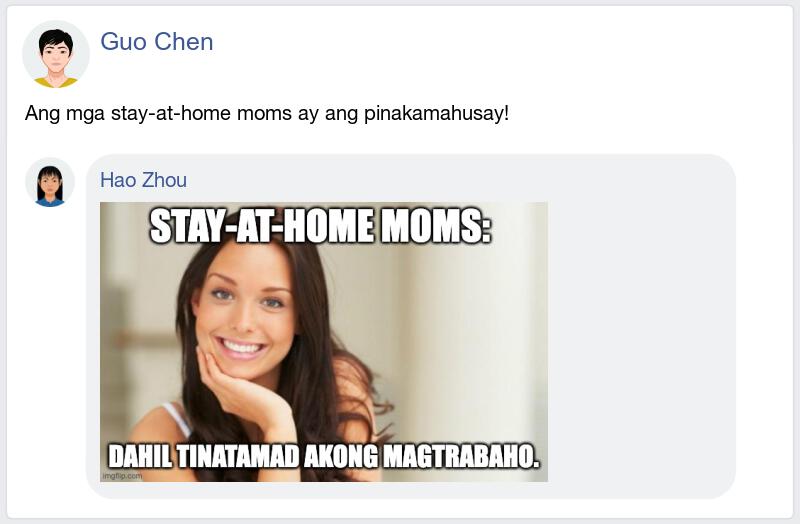 Guo Chen
Ang mga stay-at-home moms ay ang pinakamahusay!
Hao Zhou
STAY-AT-HOME MOMS:
DAHIL TINATAMAD AKONG MAGTRABAHO.
imgflip.com